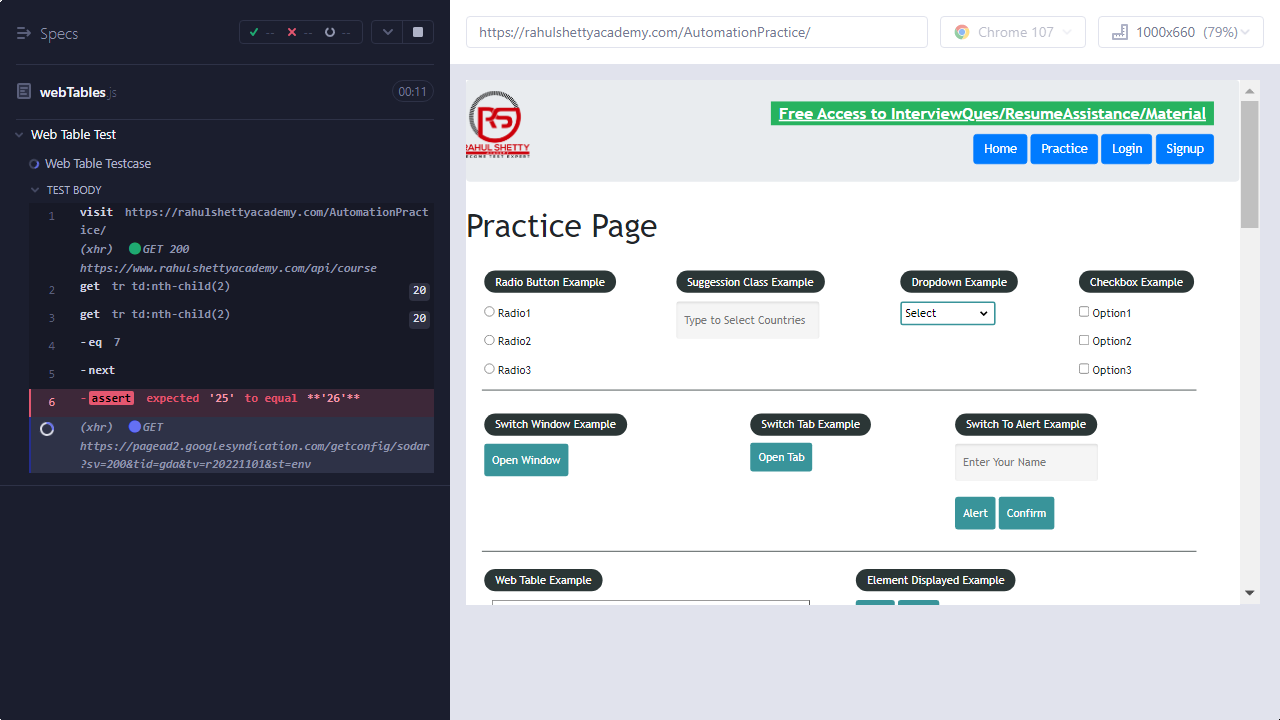 Specs
-- -- --
webTables.js
00:11
Web Table Test
Web Table Testcase
TEST BODY
1 visit https://rahulshettyacademy.com/AutomationPract
ice/
(xhr) GET 200
https://www.rahulshettyacademy.com/api/course
2 get tr td:nth-child(2) 20
3 get tr td:nth-child(2) 20
4 -eq 7
5 -next
6 -assert expected '25' to equal **'26'**
(xhr) GET
https://pagead2.googlesyndication.com/getconfig/sodar
?sv=200&tid=gda&tv=r20221101&st=env
https://rahulshettyacademy.com/AutomationPractice/
Chrome 107
1000x660 (79%)
RS
RAHUL SHETTY
ACADEMY
Free Access to InterviewQues/ResumeAssistance/Material
Home Practice Login Signup
Practice Page
Radio Button Example
Radio1
Radio2
Radio3
Suggession Class Example
Type to Select Countries
Dropdown Example
Select
Checkbox Example
Option1
Option2
Option3
Switch Window Example
Open Window
Switch Tab Example
Open Tab
Switch To Alert Example
Enter Your Name
Alert Confirm
Web Table Example
Element Displayed Example